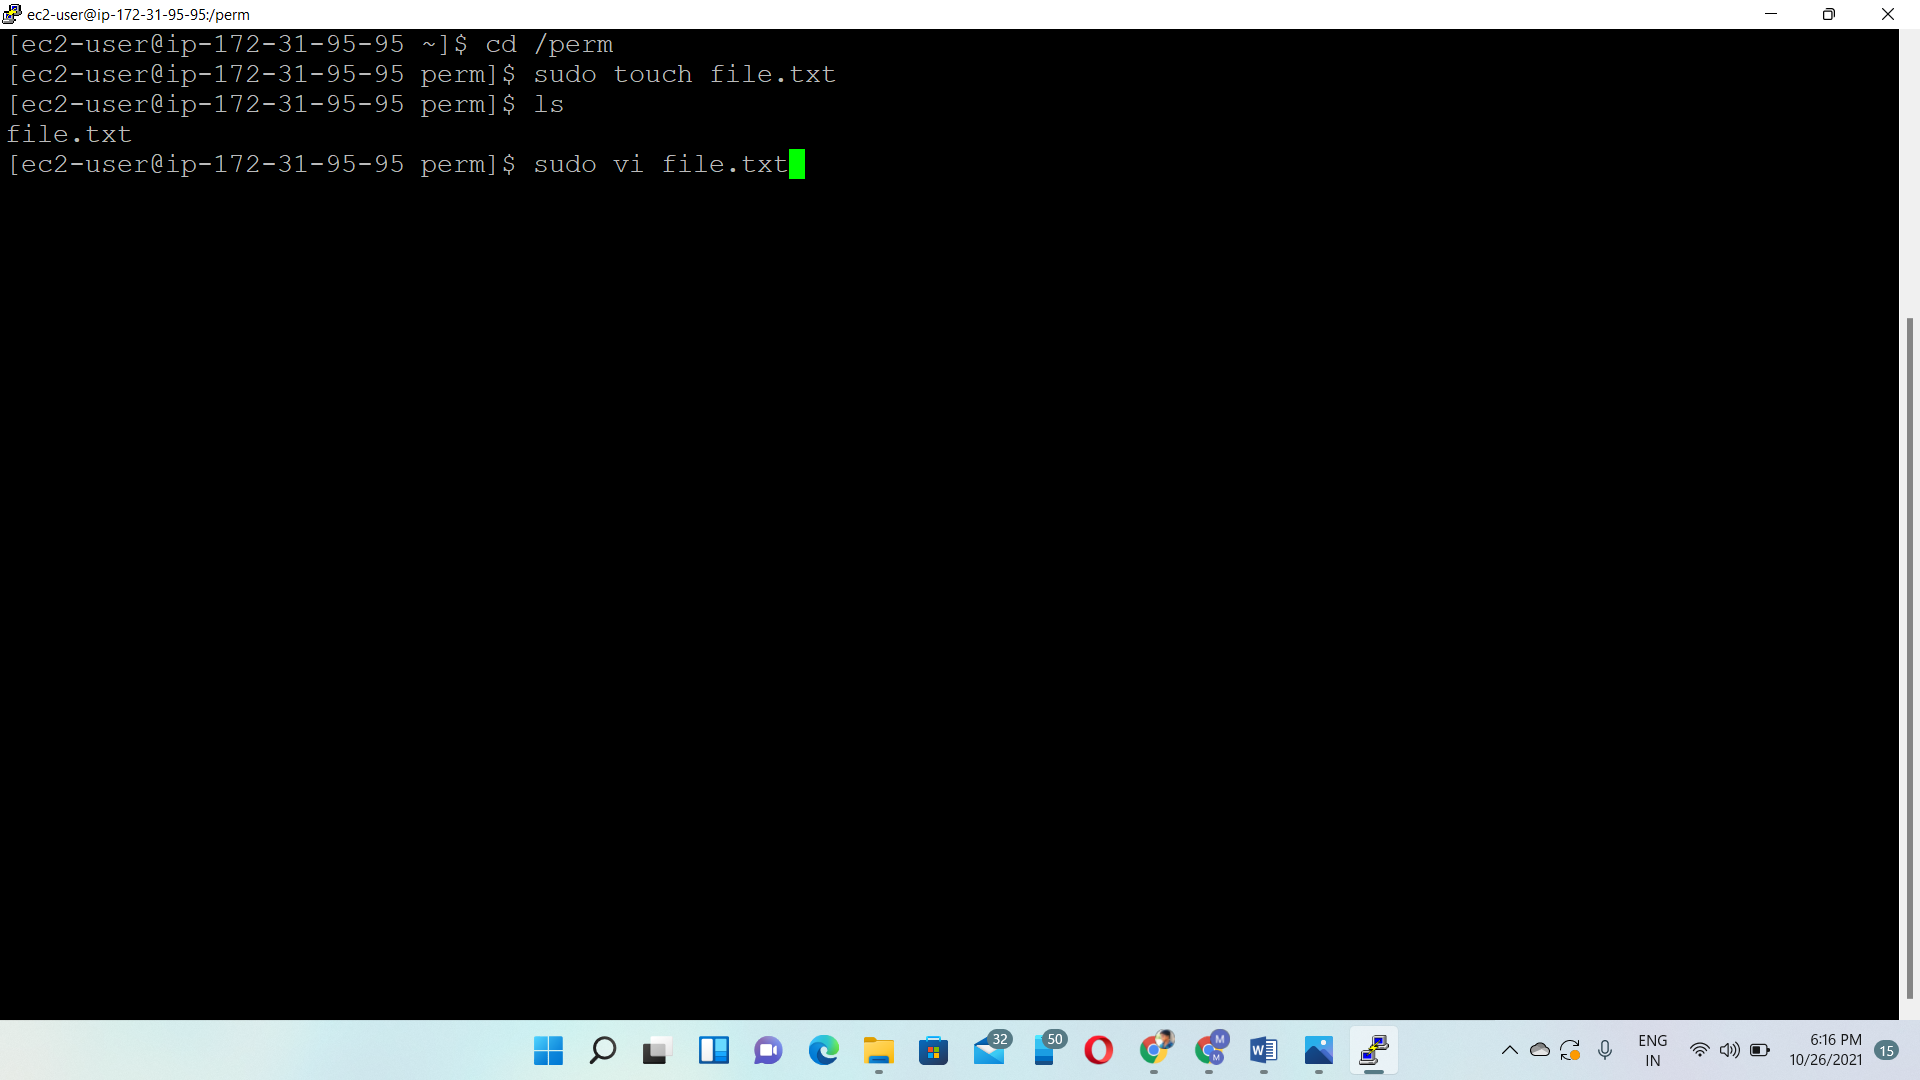 ec2-user@ip-172-31-95-95:/perm
[ec2-user@ip-172-31-95-95 ~]$ cd /perm
[ec2-user@ip-172-31-95-95 perm]$ sudo touch file.txt
[ec2-user@ip-172-31-95-95 perm]$ ls
file.txt
[ec2-user@ip-172-31-95-95 perm]$ sudo vi file.txt
32
50
M
M
W
ENG
IN
6:16 PM
10/26/2021
15